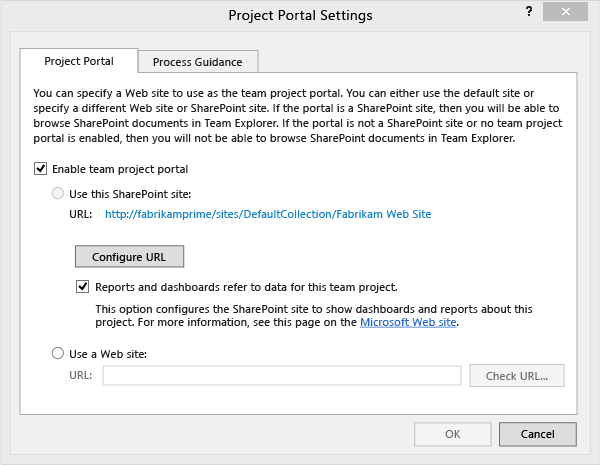 Project Portal Settings
?
Project Portal
Process Guidance
You can specify a Web site to use as the team project portal. You can either use the default site or
specify a different Web site or SharePoint site. If the portal is a SharePoint site, then you will be able to
browse SharePoint documents in Team Explorer. If the portal is not a SharePoint site or no team project
portal is enabled, then you will not be able to browse SharePoint documents in Team Explorer.
Enable team project portal
Use this SharePoint site:
URL: http://fabrikamprime/sites/DefaultCollection/Fabrikam Web Site
Configure URL
Reports and dashboards refer to data for this team project.
This option configures the SharePoint site to show dashboards and reports about this
project. For more information, see this page on the Microsoft Web site.
Use a Web site:
URL:
Check URL...
OK
Cancel